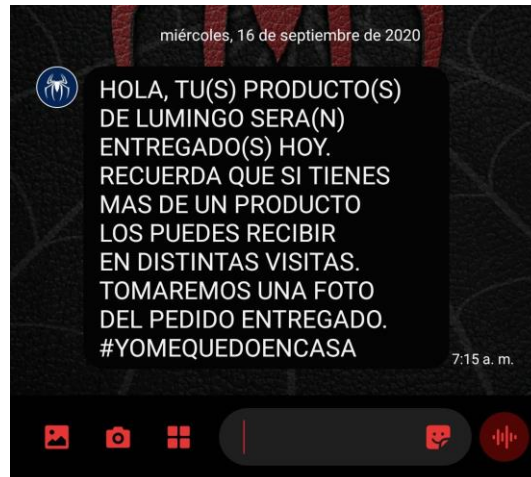 miércoles, 16 de septiembre de 2020
HOLA, TU(S) PRODUCTO(S)
DE LUMINGO SERA(N)
ENTREGADO(S) HOY.
RECUERDA QUE SI TIENES
MAS DE UN PRODUCTO
LOS PUEDES RECIBIR
EN DISTINTAS VISITAS.
TOMAREMOS UNA FOTO
DEL PEDIDO ENTREGADO.
#YOMEQUEDOENCASA
7:15 a. m.